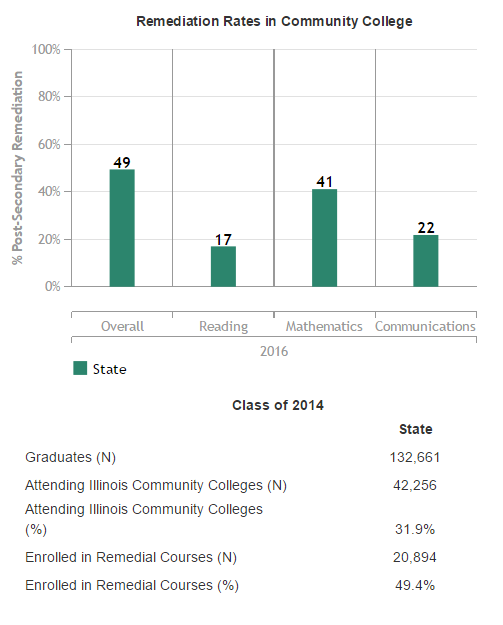 Remediation Rates in Community College
% Post-Secondary Remediation
100%
80%
60%
40%
20%
0%
49
17
41
22
Overall Reading Mathematics Communications
2016
State
Class of 2014
State
Graduates (N) 132,661
Attending Illinois Community Colleges (N) 42,256
Attending Illinois Community Colleges
(%) 31.9%
Enrolled in Remedial Courses (N) 20,894
Enrolled in Remedial Courses (%) 49.4%